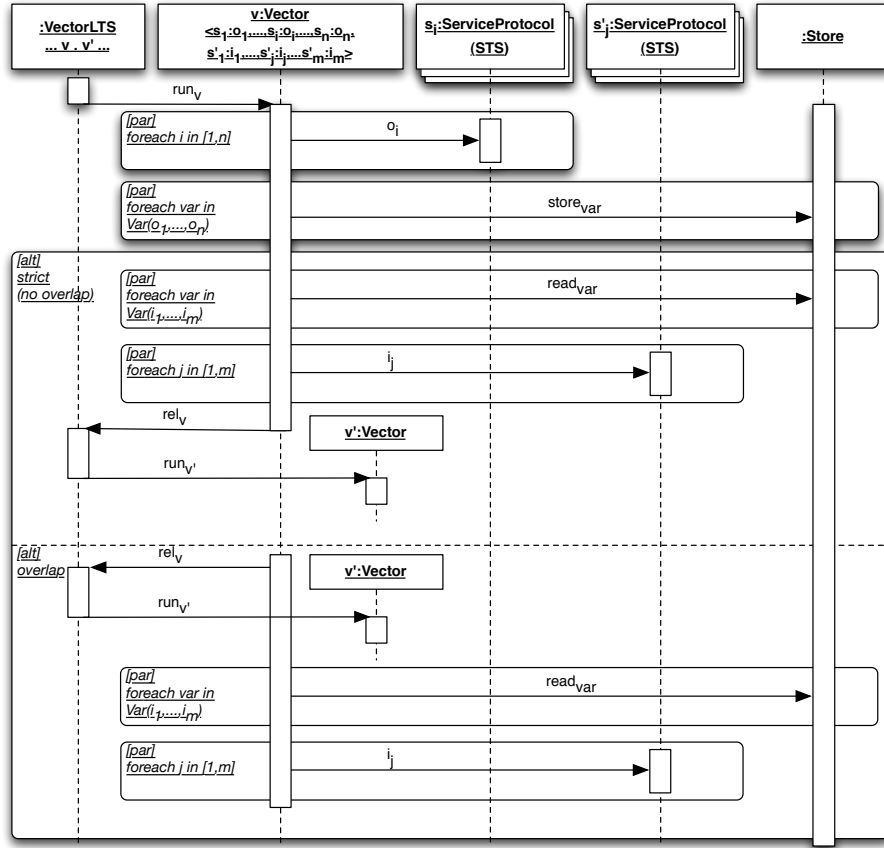 :VectorLTS
... v . v' ...
v:Vector
<s1:o1,...,si:oi,...,sn:on,
s'1:i1,...,s'j:ij,...s'm:im>
si:ServiceProtocol
(STS)
s'j:ServiceProtocol
(STS)
:Store
runv
[par]
foreach i in [1,n]
oi
[par]
foreach var in
Var(o1,...,on)
storevar
[alt]
strict
(no overlap)
[par]
foreach var in
Var(i1,...,im)
readvar
[par]
foreach j in [1,m]
ij
relv
v':Vector
runv'
[alt]
overlap
relv
v':Vector
runv'
[par]
foreach var in
Var(i1,...,im)
readvar
[par]
foreach j in [1,m]
ij